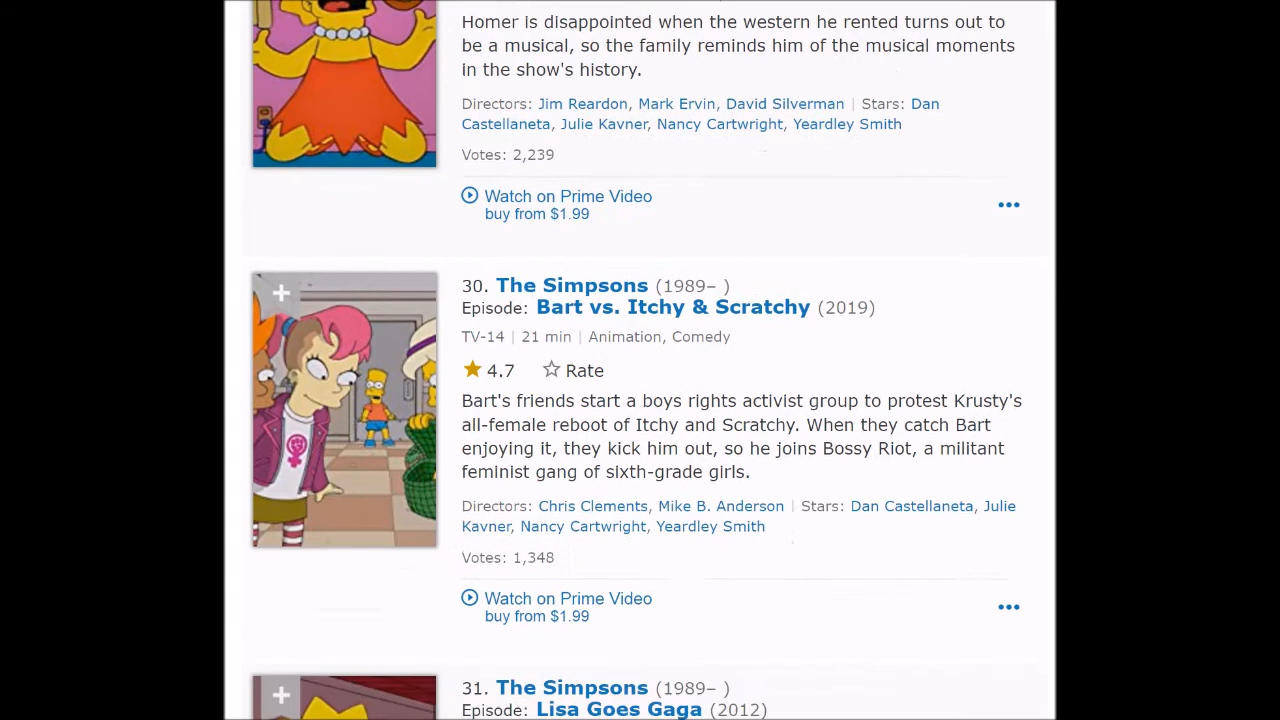 Homer is disappointed when the western he rented turns out to
be a musical, so the family reminds him of the musical moments
in the show's history.
Directors: Jim Reardon, Mark Ervin, David Silverman | Stars: Dan
Castellaneta, Julie Kavner, Nancy Cartwright, Yeardley Smith
Votes: 2,239
Watch on Prime Video
buy from $1.99
30. The Simpsons (1989– )
Episode: Bart vs. Itchy & Scratchy (2019)
TV-14 | 21 min | Animation, Comedy
4.7 Rate
Bart's friends start a boys rights activist group to protest Krusty's
all-female reboot of Itchy and Scratchy. When they catch Bart
enjoying it, they kick him out, so he joins Bossy Riot, a militant
feminist gang of sixth-grade girls.
Directors: Chris Clements, Mike B. Anderson | Stars: Dan Castellaneta, Julie
Kavner, Nancy Cartwright, Yeardley Smith
Votes: 1,348
Watch on Prime Video
buy from $1.99
31. The Simpsons (1989– )
Episode: Lisa Goes Gaga (2012)